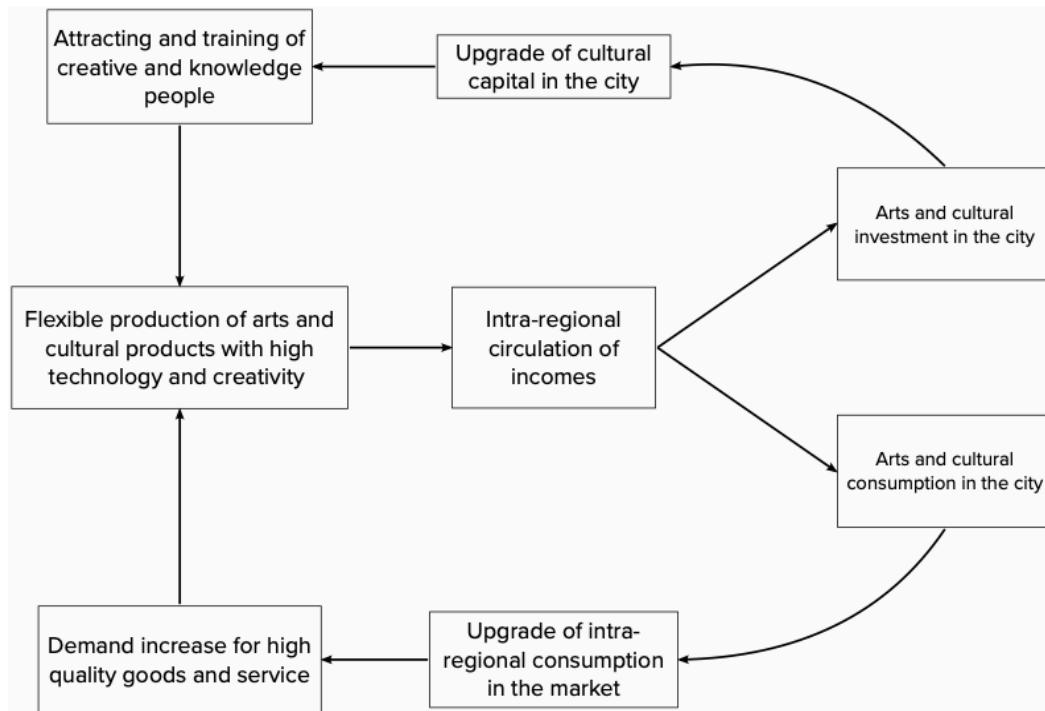 Attracting and training of
creative and knowledge
people
Upgrade of cultural
capital in the city
Arts and cultural
investment in the city
Flexible production of arts and
cultural products with high
technology and creativity
Intra-regional
circulation of
incomes
Arts and cultural
consumption in the city
Demand increase for high
quality goods and service
Upgrade of intra-
regional consumption
in the market